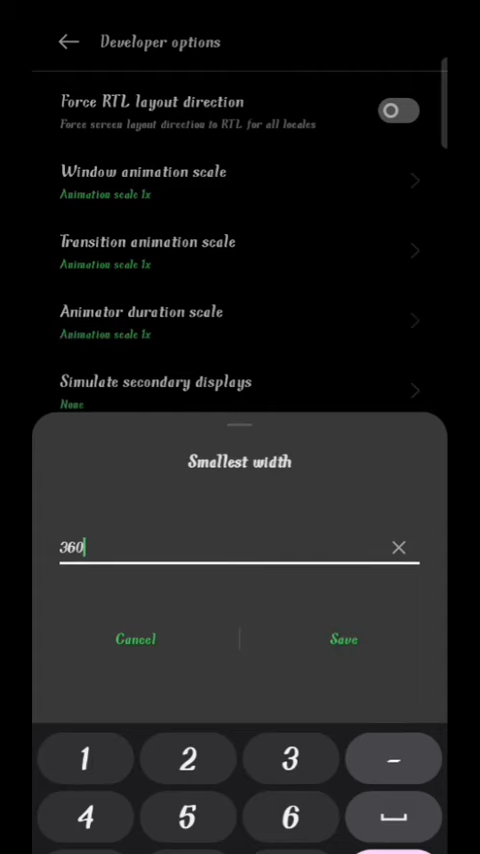 Developer options
Force RTL layout direction
Force screen layout direction to RTL for all locales
Window animation scale
Animation scale 1x
Transition animation scale
Animation scale 1x
Animator duration scale
Animation scale 1x
Simulate secondary displays
None
Smallest width
360
Cancel
Save
1 2 3 -
4 5 6